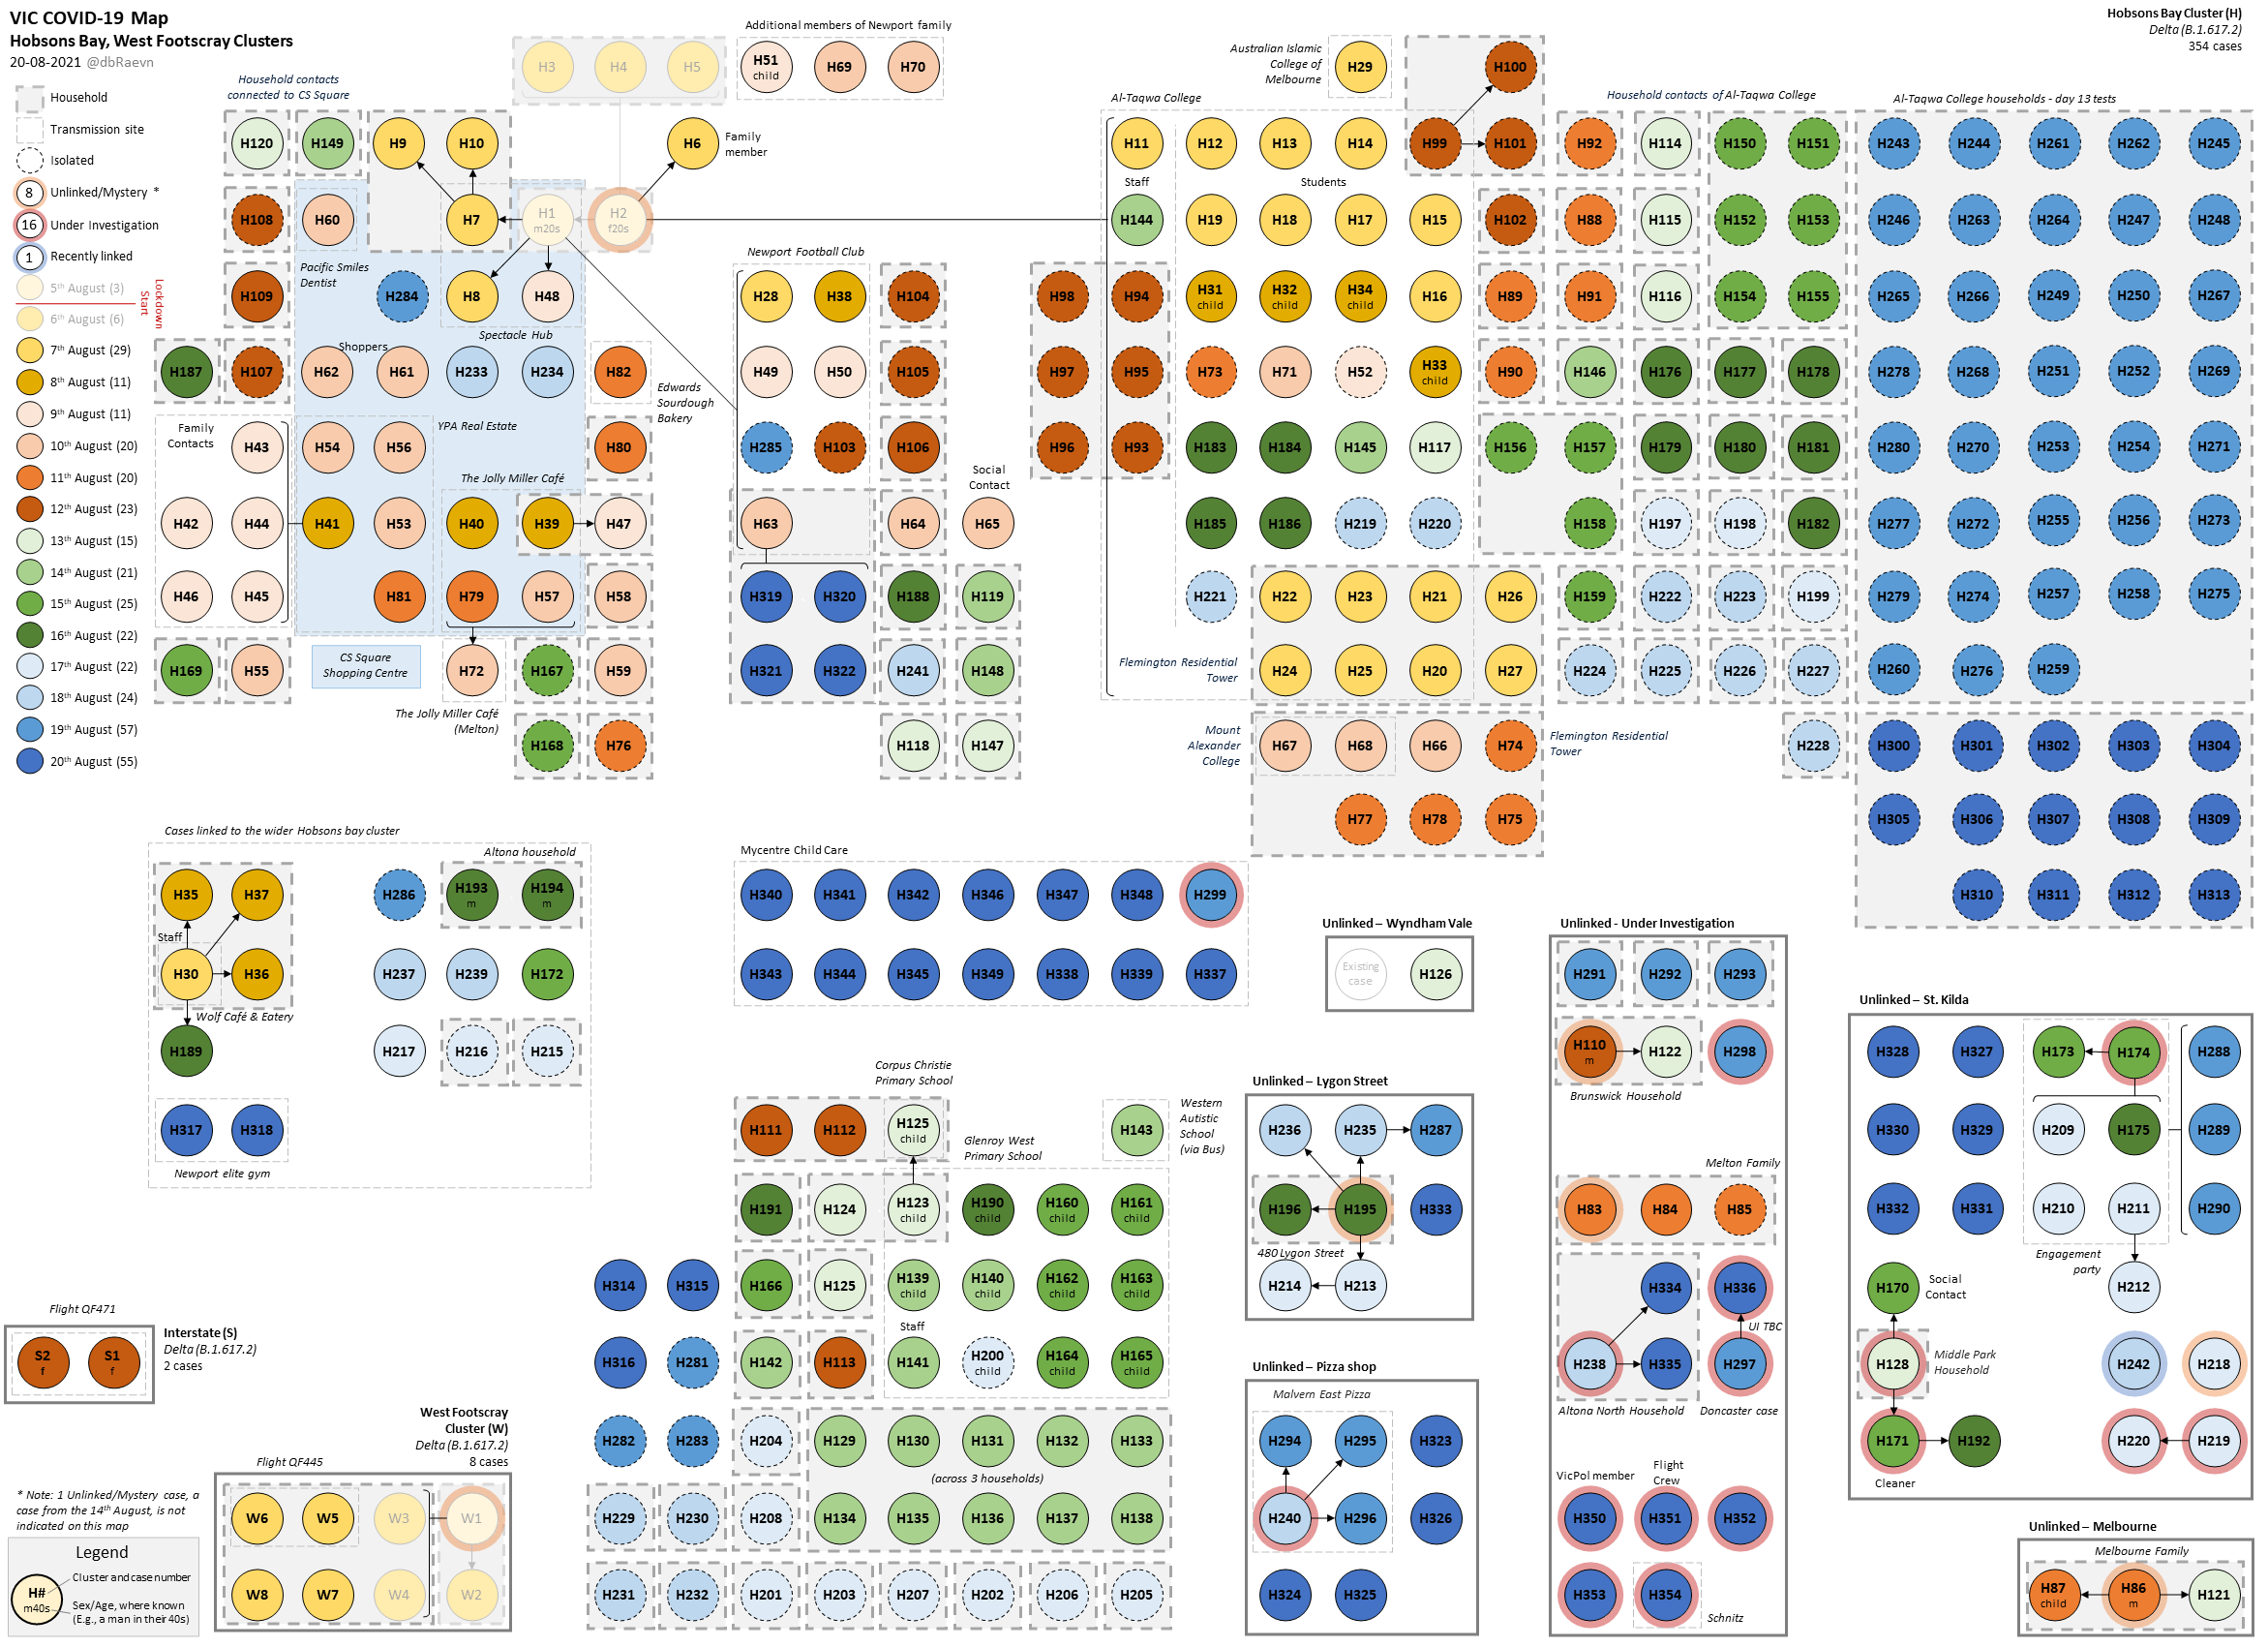 VIC COVID-19 Map
Hobsons Bay, West Footscray Clusters
20-08-2021 @dbRaevn
Hobsons Bay Cluster (H)
Delta (B.1.617.2)
354 cases
Household
Transmission site
Isolated
8 Unlinked/Mystery *
16 Under Investigation
1 Recently linked
5th August (3)
Lockdown Start
6th August (6)
7th August (29)
8th August (11)
9th August (11)
10th August (20)
11th August (20)
12th August (23)
13th August (15)
14th August (21)
15th August (25)
16th August (22)
17th August (22)
18th August (24)
19th August (57)
20th August (55)
Household contacts
connected to CS Square
H120 H149 H9 H10
H108 H60 H7 H1 m20s H2 f20s
H3 H4 H5
H6 Family member
Additional members of Newport family
H51 child H69 H70
Pacific Smiles
Dentist
H109 H284 H8 H48
Spectacle Hub
Shoppers
H187 H107 H62 H61 H233 H234 H82
Edwards
Sourdough
Bakery
Family
Contacts
H43 H54 H56 H80
YPA Real Estate
The Jolly Miller Café
H42 H44 H41 H53 H40 H39 H47
H46 H45 H81 H79 H57 H58
H169 H55 H72 H167 H59
CS Square
Shopping Centre
The Jolly Miller Café
(Melton)
H168 H76
Newport Football Club
H28 H38 H104
H49 H50 H105
H285 H103 H106
Social
Contact
H63 H64 H65
H319 H320 H188 H119
H321 H322 H241 H148
H118 H147
Australian Islamic
College of
Melbourne
H29
H100
Al-Taqwa College
H11 H12 H13 H14 H99 H101
Staff
Students
H144 H19 H18 H17 H15 H102
H98 H94 H31 child H32 child H34 child H16 H89
H97 H95 H73 H71 H52 H33 child H90
H96 H93 H183 H184 H145 H117
H185 H186 H219 H220
H221 H22 H23 H21 H26
Flemington Residential
Tower
H24 H25 H20 H27
Mount
Alexander
College
H67 H68 H66 H74
Flemington Residential
Tower
H77 H78 H75
Household contacts of Al-Taqwa College
H92 H114 H150 H151
H88 H115 H152 H153
H91 H116 H154 H155
H146 H176 H177 H178
H156 H157 H179 H180 H181
H158 H197 H198 H182
H159 H222 H223 H199
H224 H225 H226 H227
H228
Al-Taqwa College households - day 13 tests
H243 H244 H261 H262 H245
H246 H263 H264 H247 H248
H265 H266 H249 H250 H267
H278 H268 H251 H252 H269
H280 H270 H253 H254 H271
H277 H272 H255 H256 H273
H279 H274 H257 H258 H275
H260 H276 H259
H300 H301 H302 H303 H304
H305 H306 H307 H308 H309
H310 H311 H312 H313
Cases linked to the wider Hobsons bay cluster
Altona household
H35 H37 H286 H193 m H194 m
Staff
H30 H36 H237 H239 H172
Wolf Café & Eatery
H189 H217 H216 H215
H317 H318
Newport elite gym
Mycentre Child Care
H340 H341 H342 H346 H347 H348 H299
H343 H344 H345 H349 H338 H339 H337
Unlinked – Wyndham Vale
Existing case H126
Corpus Christie
Primary School
H111 H112 H125 child
Glenroy West
Primary School
H143
Western
Autistic
School
(via Bus)
H191 H124 H123 child H190 child H160 child H161 child
H314 H315 H166 H125 H139 child H140 child H162 child H163 child
Staff
H316 H281 H142 H113 H141 H200 child H164 child H165 child
H282 H283 H204 H129 H130 H131 H132 H133
(across 3 households)
H229 H230 H208 H134 H135 H136 H137 H138
H231 H232 H201 H203 H207 H202 H206 H205
Unlinked – Lygon Street
H236 H235 H287
H196 H195 H333
480 Lygon Street
H214 H213
Unlinked – Pizza shop
Malvern East Pizza
H294 H295 H323
H240 H296 H326
H324 H325
Unlinked - Under Investigation
H291 H292 H293
H110 m H122 H298
Brunswick Household
Melton Family
H83 H84 H85
H334 H336
UI TBC
H238 H335 H297
Altona North Household Doncaster case
VicPol member Flight Crew
H350 H351 H352
H353 H354
Schnitz
Unlinked – St. Kilda
H328 H327 H173 H174 H288
H330 H329 H209 H175 H289
H332 H331 H210 H211 H290
Engagement
party
H170 Social Contact H212
H128 Middle Park Household H242 H218
H171 H192 H220 H219
Cleaner
Unlinked – Melbourne
Melbourne Family
H87 child H86 m H121
Flight QF471
S2 f S1 f
Interstate (S)
Delta (B.1.617.2)
2 cases
West Footscray
Cluster (W)
Delta (B.1.617.2)
8 cases
Flight QF445
W6 W5 W3 W1
W8 W7 W4 W2
* Note: 1 Unlinked/Mystery case, a
case from the 14th August, is not
indicated on this map
Legend
H# m40s
Cluster and case number
Sex/Age, where known
(E.g., a man in their 40s)